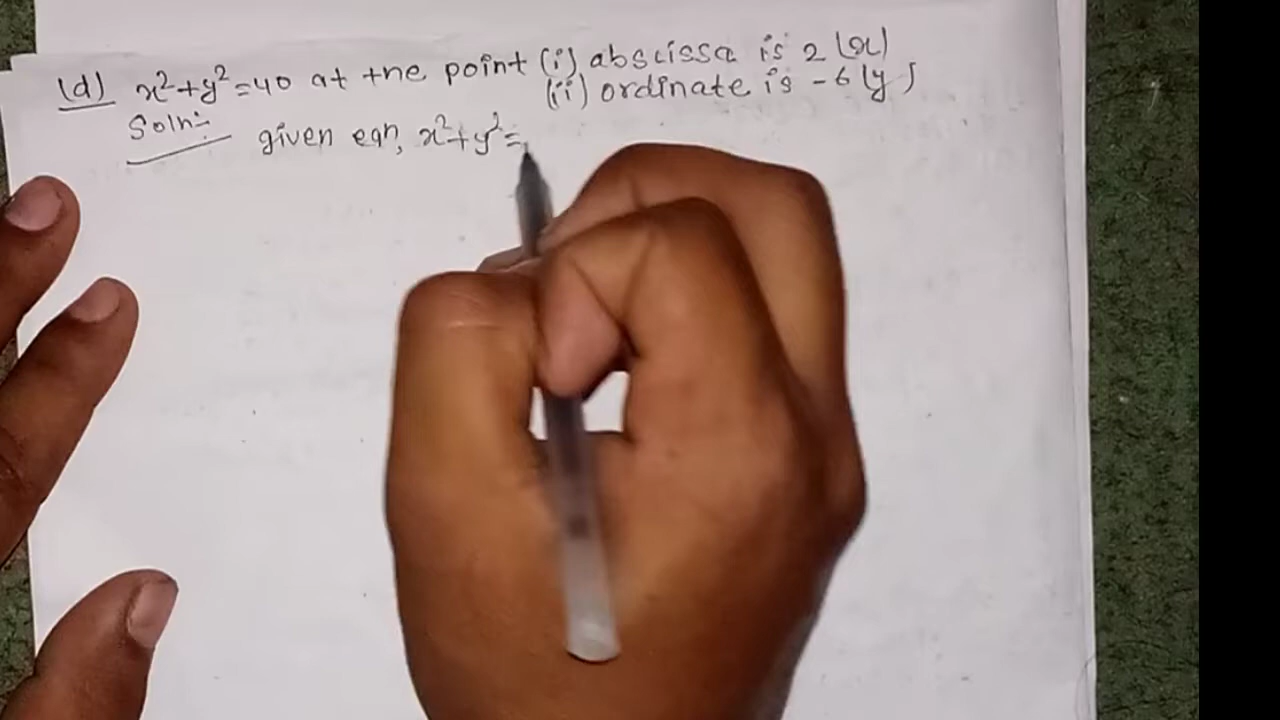 (d) x²+y²=40 at the point (i) abscissa is 2 (x)
(ii) ordinate is -6 (y)
Soln:-
given eqn, x²+y²=